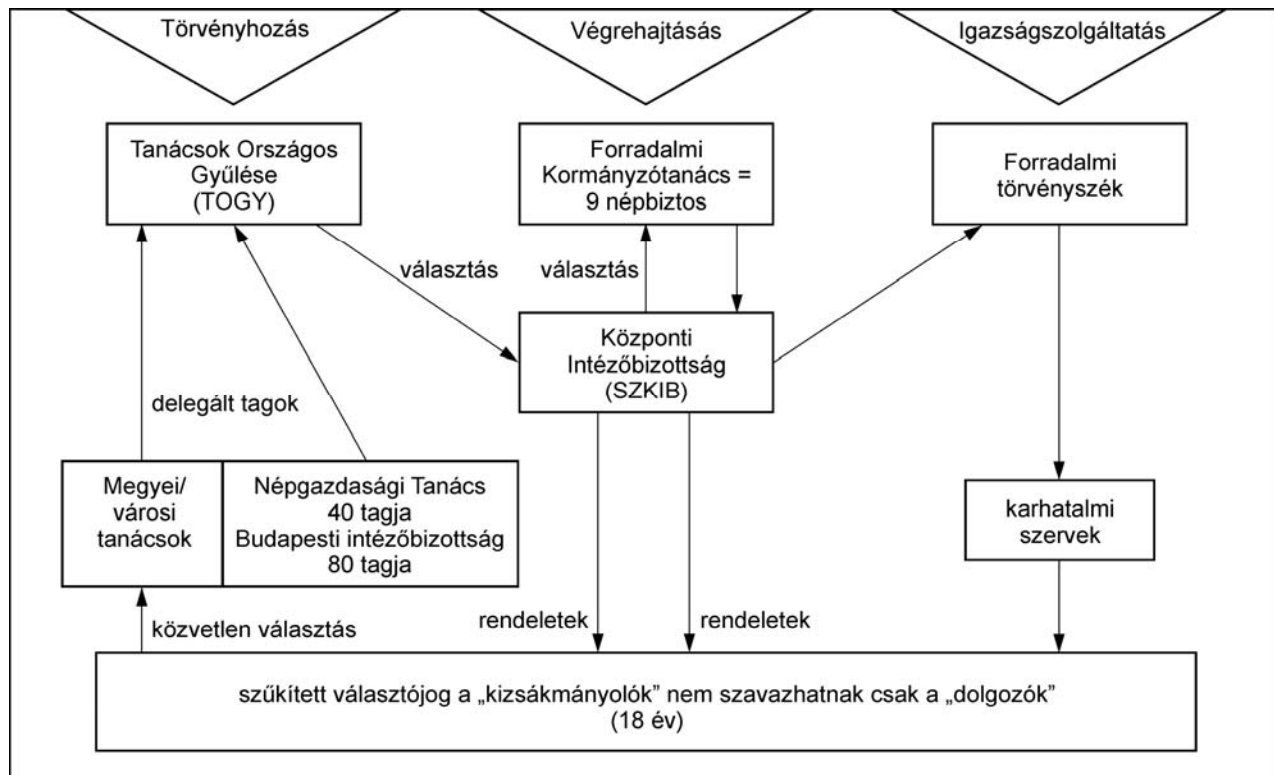 Törvényhozás
Végrehajtásás
Igazságszolgáltatás
Tanácsok Országos
Gyűlése
(TOGY)
Forradalmi
Kormányzótanács =
9 népbiztos
Forradalmi
törvényszék
választás
választás
Központi
Intézőbizottság
(SZKIB)
delegált tagok
Megyei/
városi
tanácsok
Népgazdasági Tanács
40 tagja
Budapesti intézőbizottság
80 tagja
karhatalmi
szervek
közvetlen választás
rendeletek
rendeletek
szűkített választójog a „kizsákmányolók” nem szavazhatnak csak a „dolgozók”
(18 év)